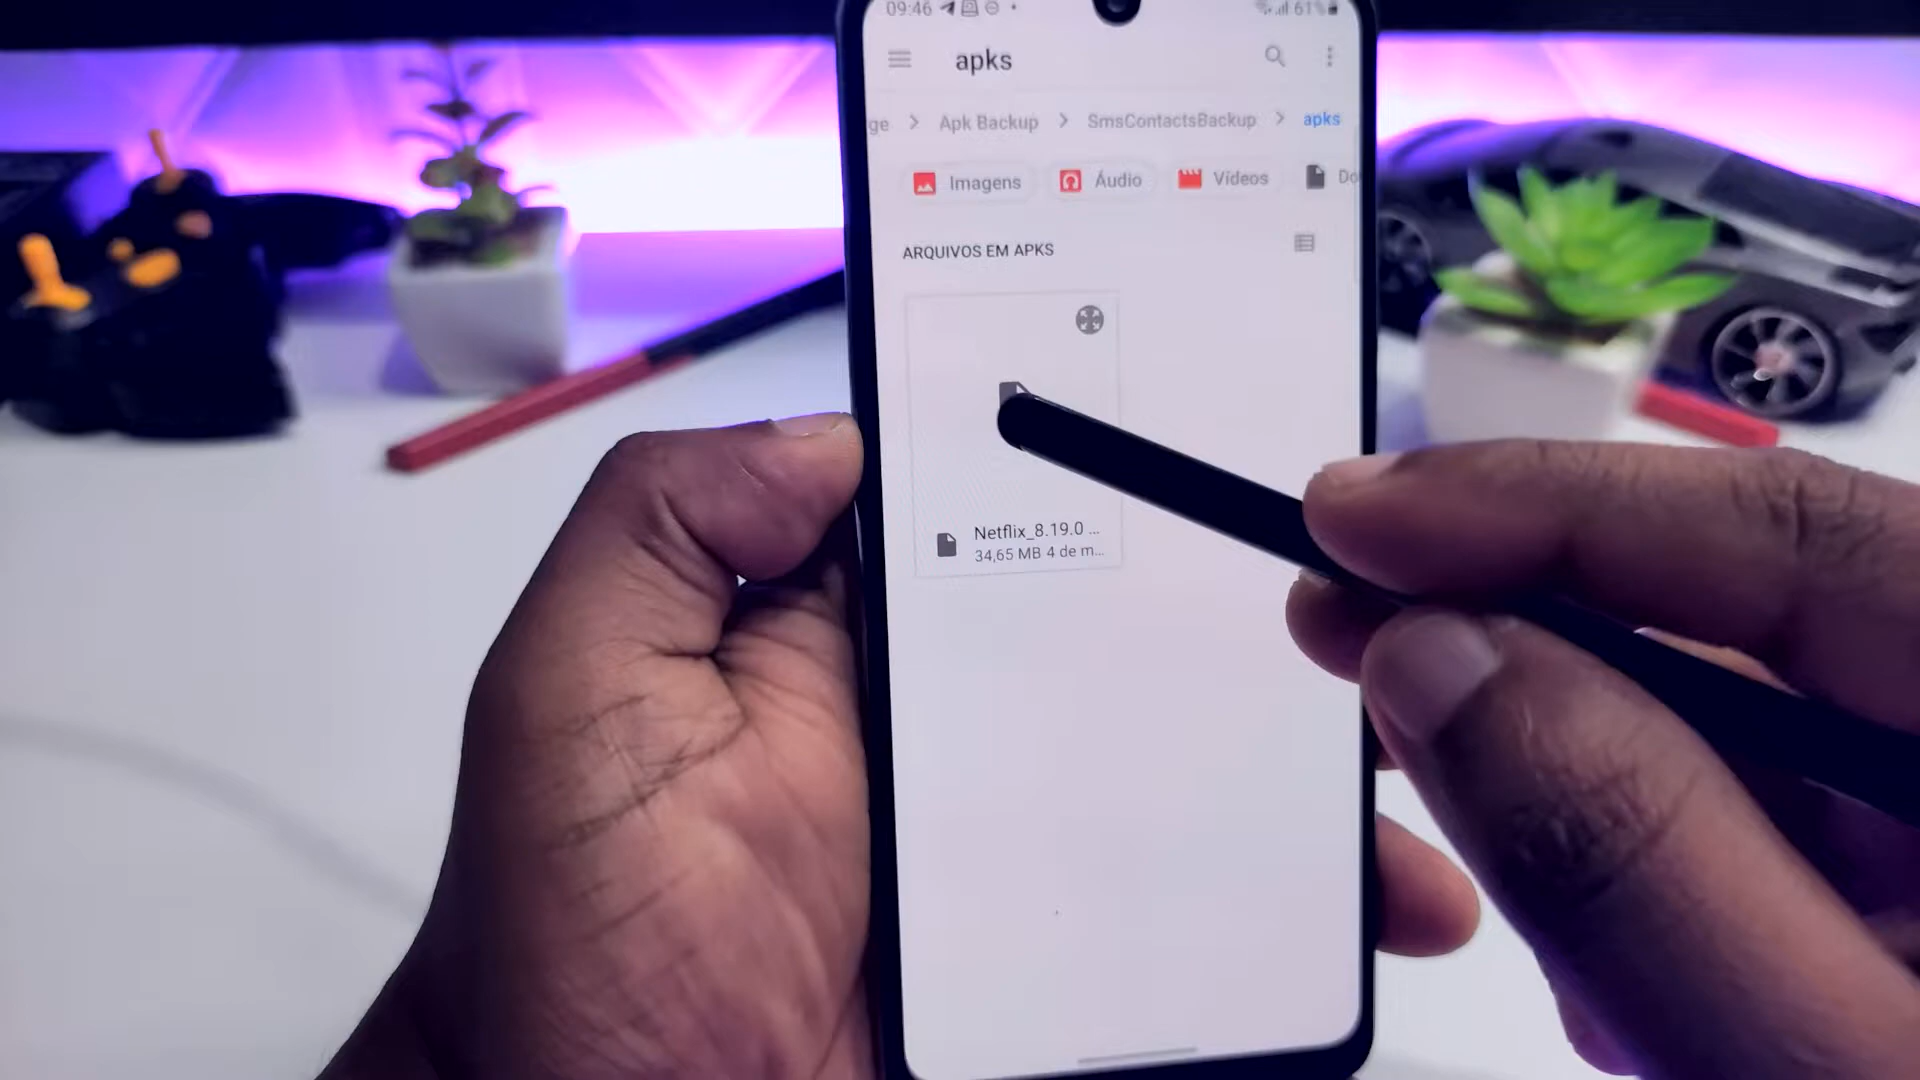 09:46 61%
apks
ge > Apk Backup > SmsContactsBackup > apks
Imagens Áudio Vídeos Do
ARQUIVOS EM APKS
Netflix_8.19.0 ...
34,65 MB 4 de m...